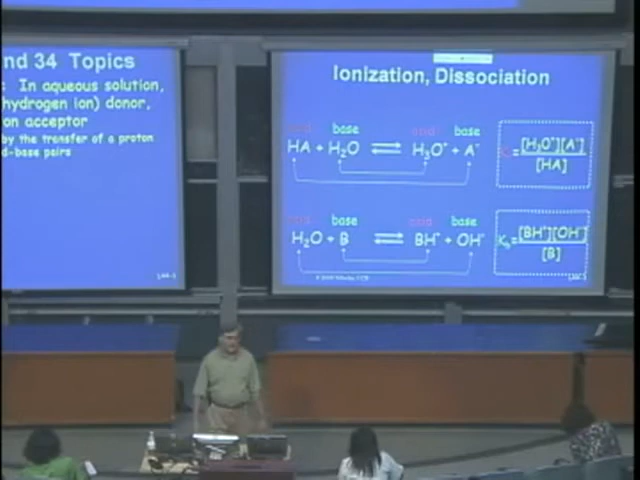 nd 34 Topics
: In aqueous solution,
hydrogen ion) donor,
on acceptor
by the transfer of a proton
d-base pairs
Ionization, Dissociation
acid base acid base
HA + H₂O ⇌ H₃O⁺ + A⁻
[H₃O⁺][A⁻]
[HA]
acid base acid base
H₂O + B ⇌ BH⁺ + OH⁻
K_b = [BH⁺][OH⁻]
[B]